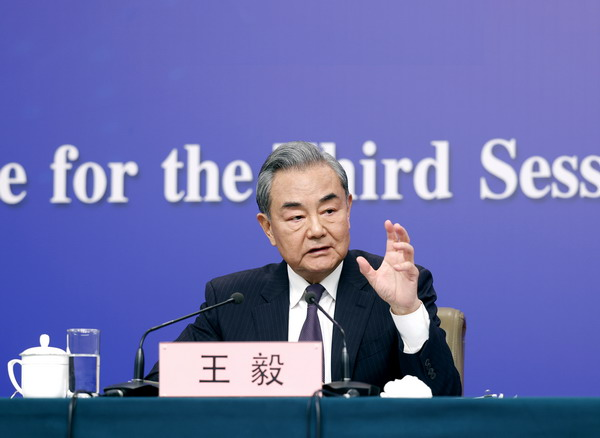 e for the Third Sess
王 毅